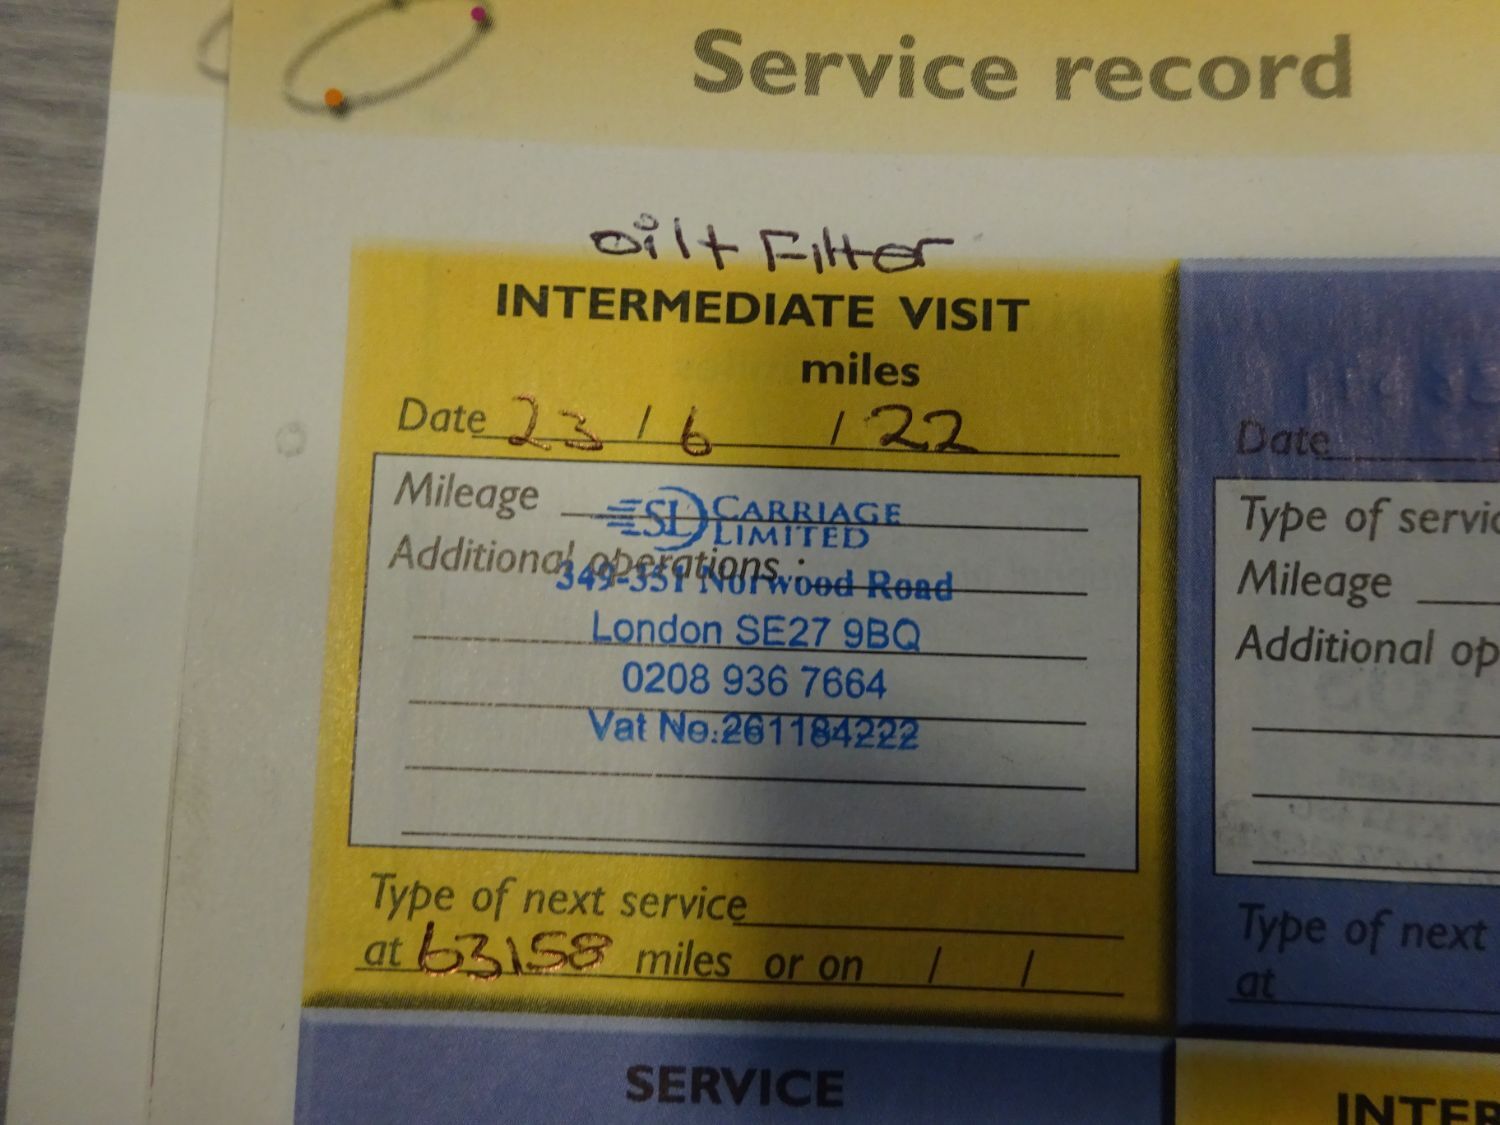 Service record
oil + Filter
INTERMEDIATE VISIT
miles
Date 23 / 6 / 22
Mileage
SL CARRIAGE
LIMITED
Additional operations :
349-351 Norwood Road
London SE27 9BQ
0208 936 7664
Vat No.:261184222
Type of next service
at 63158 miles or on / /
SERVICE
Date
Type of servic
Mileage
Additional op
Type of next
at
INTER